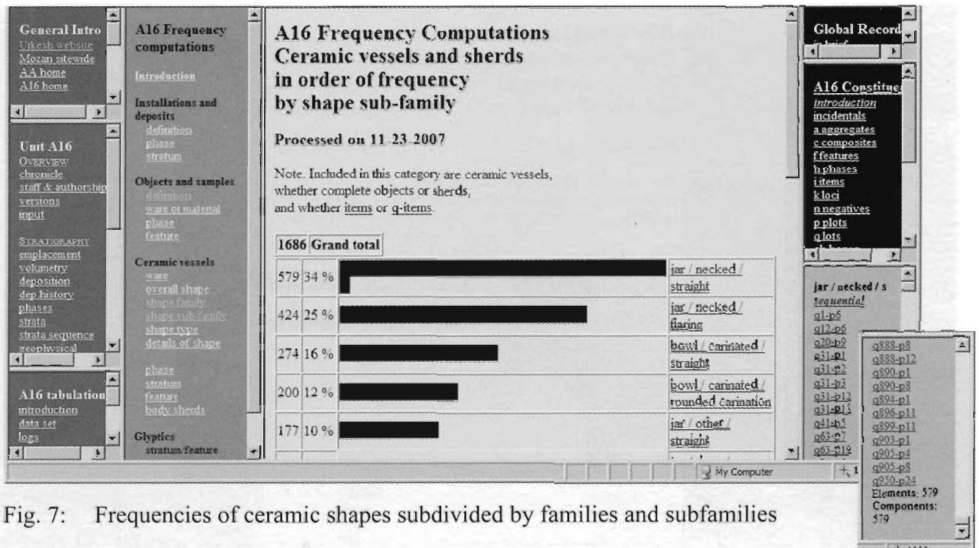 General Intro
Urkesh website
Mozan sitewide
AA home
A16 home
Unit A16
OVERVIEW
chronicle
staff & authorship
versions
input
STRATIGRAPHY
emplacement
volumetry
deposition
dep history
phases
strata
strata sequence
geophysical
A16 tabulation
introduction
data set
logs
A16 Frequency
computations
Introduction
Installations and
deposits
definition
phase
stratum
Objects and samples
definition
ware or material
phase
feature
Ceramic vessels
ware
overall shape
shape family
shape sub-family
shape type
details of shape
phase
stratum
feature
body sherds
Glyptics
stratum/feature
A16 Frequency Computations
Ceramic vessels and sherds
in order of frequency
by shape sub-family
Processed on 11-23-2007
Note. Included in this category are ceramic vessels,
whether complete objects or sherds,
and whether items or q-items.
1686 Grand total
579 34 % jar / necked /
straight
424 25 % jar / necked /
flaring
274 16 % bowl / carinated /
straight
200 12 % bowl / carinated /
rounded carination
177 10 % jar / other /
straight
Global Record
in brief
A16 Constitue
introduction
incidentals
a aggregates
c composites
f features
h phases
i items
k loci
n negatives
p plots
q lots
jar / necked / s
sequential
q1-p6
q12-p6
q20-p9
q31-p1
q31-p2
q31-p3
q31-p12
q31-p13
q41-p5
q63-p7
q63-p19
q888-p8
q888-p12
q890-p1
q890-p8
q894-p1
q896-p11
q899-p11
q903-p1
q905-p4
q905-p8
q950-p24
Elements: 579
Components:
579
My Computer
Fig. 7: Frequencies of ceramic shapes subdivided by families and subfamilies